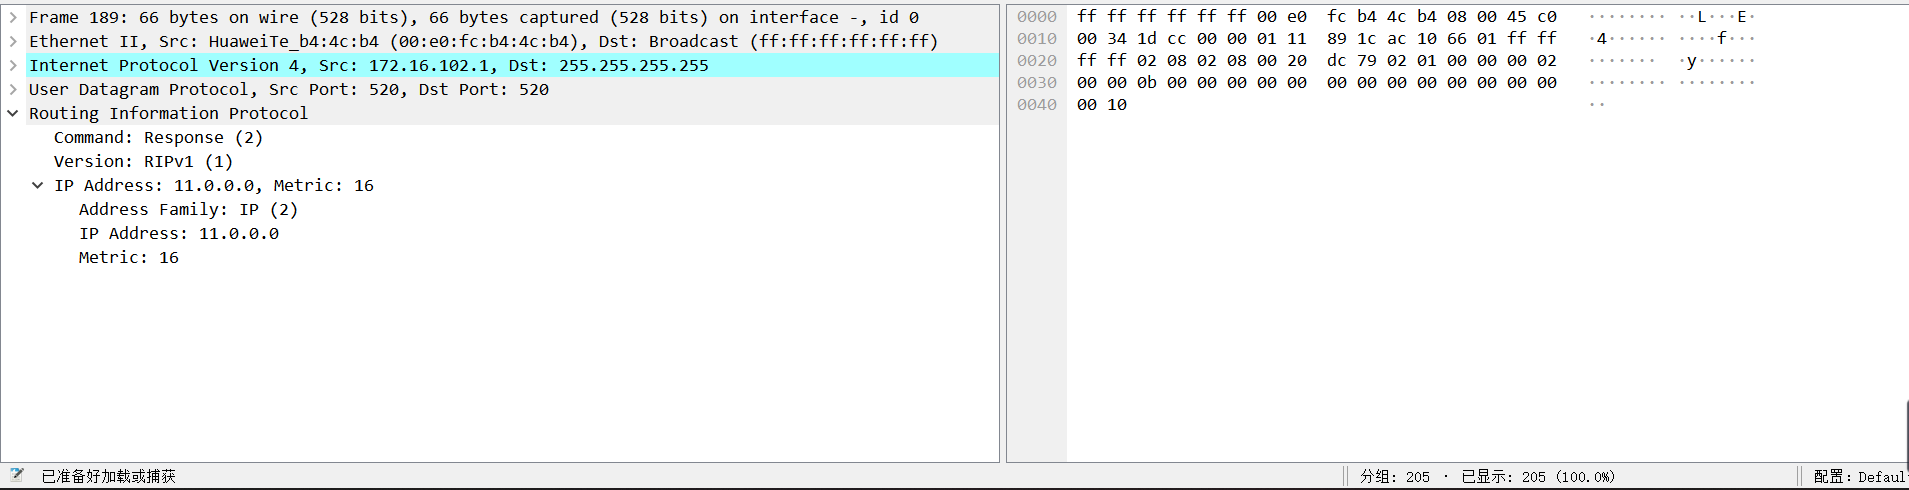 Frame 189: 66 bytes on wire (528 bits), 66 bytes captured (528 bits) on interface -, id 0
Ethernet II, Src: HuaweiTe_b4:4c:b4 (00:e0:fc:b4:4c:b4), Dst: Broadcast (ff:ff:ff:ff:ff:ff)
Internet Protocol Version 4, Src: 172.16.102.1, Dst: 255.255.255.255
User Datagram Protocol, Src Port: 520, Dst Port: 520
Routing Information Protocol
Command: Response (2)
Version: RIPv1 (1)
IP Address: 11.0.0.0, Metric: 16
Address Family: IP (2)
IP Address: 11.0.0.0
Metric: 16
0000 ff ff ff ff ff ff 00 e0 fc b4 4c b4 08 00 45 c0 ········ ··L···E·
0010 00 34 1d cc 00 00 01 11 89 1c ac 10 66 01 ff ff ·4······ ····f···
0020 ff ff 02 08 02 08 00 20 dc 79 02 01 00 00 00 02 ······· ·y······
0030 00 00 0b 00 00 00 00 00 00 00 00 00 00 00 00 00 ········ ········
0040 00 10 ··
已准备好加载或捕获
分组: 205 · 已显示: 205 (100.0%)
配置: Defaul